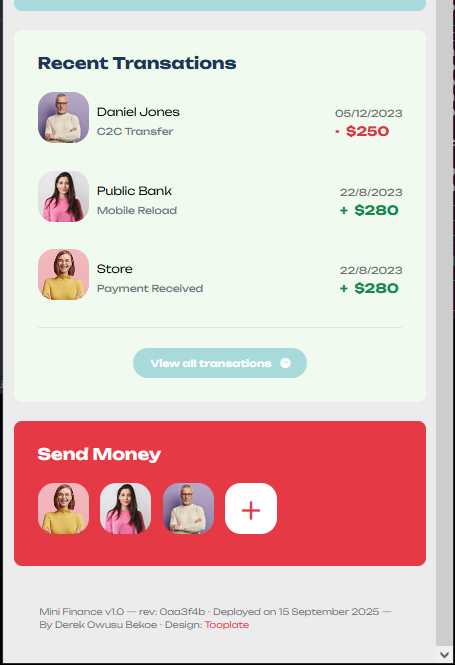 Recent Transations
Daniel Jones
05/12/2023
C2C Transfer
- $250
Public Bank
22/8/2023
Mobile Reload
+ $280
Store
22/8/2023
Payment Received
+ $280
View all transations
Send Money
Mini Finance v1.0 — rev: 0aa3f4b · Deployed on 15 September 2025 —
By Derek Owusu Bekoe · Design: Tooplate